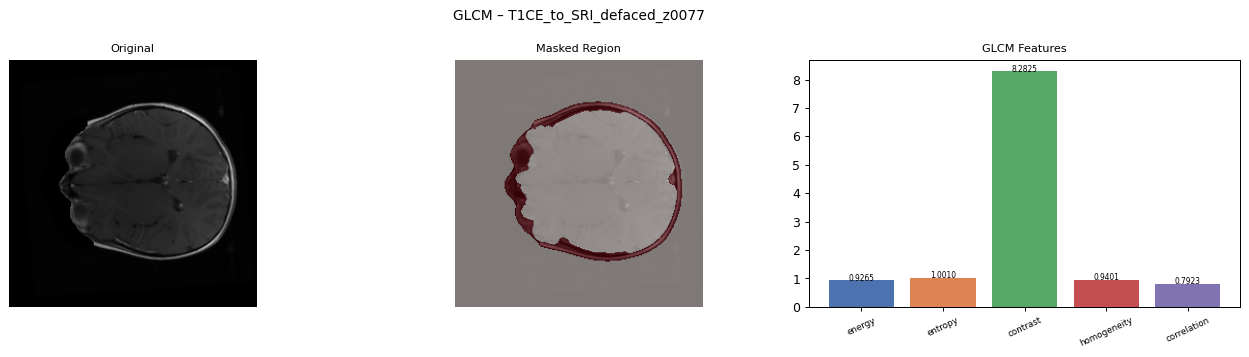 GLCM – T1CE_to_SRI_defaced_z0077
Original
Masked Region
GLCM Features
8
7
6
5
4
3
2
1
0
0.9265
1.0010
8.2825
0.9401
0.7923
energy
entropy
contrast
homogeneity
correlation